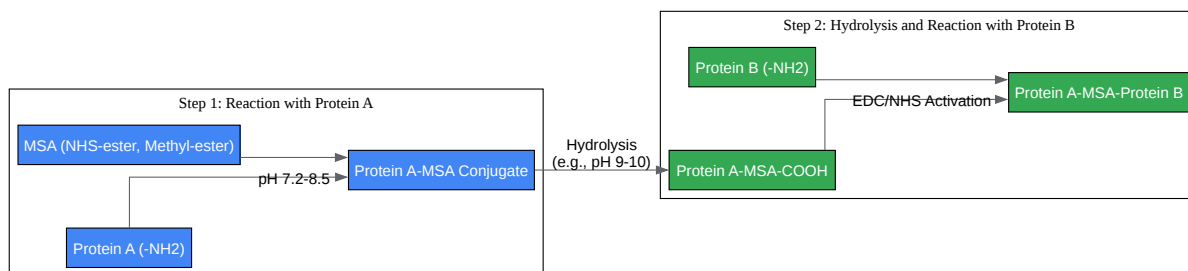 Step 1: Reaction with Protein A
MSA (NHS-ester, Methyl-ester)
pH 7.2-8.5
Protein A (-NH2)
Protein A-MSA Conjugate
Hydrolysis
(e.g., pH 9-10)
Step 2: Hydrolysis and Reaction with Protein B
Protein B (-NH2)
EDC/NHS Activation
Protein A-MSA-COOH
Protein A-MSA-Protein B